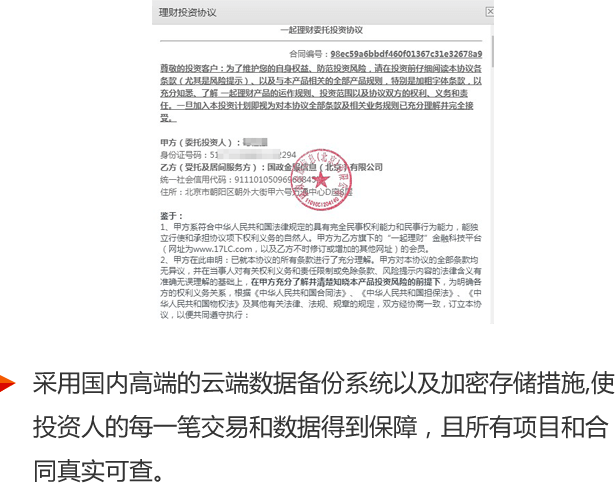 理财投资协议
一起理财委托投资协议
合同编号：98ec59a6bbdf460f01367c31e32678a9
尊敬的投资客户：为了维护您的自身权益、防范投资风险，请在投资前仔细阅读本协议各
条款（尤其是风险提示）、以及与本产品相关的全部产品规则，特别是加粗字体条款，以
充分知悉、了解 一起理财产品的运作规则、投资范围以及协议双方的权利、义务和责
任。一旦加入本投资计划即视为对本协议全部条款及相关业务规则已充分理解并完全接
受。
甲方（委托投资人）：
身份证号码：51 2294
乙方（受托及居间服务方）：国政金服信息（北京）有限公司
统一社会信用代码：
住所：北京市朝阳区朝外大街甲六号万通中心D座
鉴于：
1、甲方系符合中华人民共和国法律规定的具有完全民事权利能力和民事行为能力，能独
立行使和承担协议项下权利义务的自然人。甲方为乙方旗下的“一起理财”金融科技平台
（网址为www.17LC.com，以及乙方不时修订或增加的其他网址）的会员。
2、甲方在此申明：已就本协议的所有条款进行了充分理解。甲方对本协议的全部条款均
无异议，并在当事人对有关权利义务和责任限制或免除条款、风险提示内容的法律含义有
准确无误理解的基础上，在甲方充分了解并清楚知晓本产品投资风险的前提下，为明确各
方的权利义务关系，根据《中华人民共和国合同法》、《中华人民共和国担保法》、《中
华人民共和国物权法》及其他有关法律、法规、规章的规定，双方经协商一致，订立本协
议，以便共同遵守执行：
采用国内高端的云端数据备份系统以及加密存储措施,使
投资人的每一笔交易和数据得到保障，且所有项目和合
同真实可查。